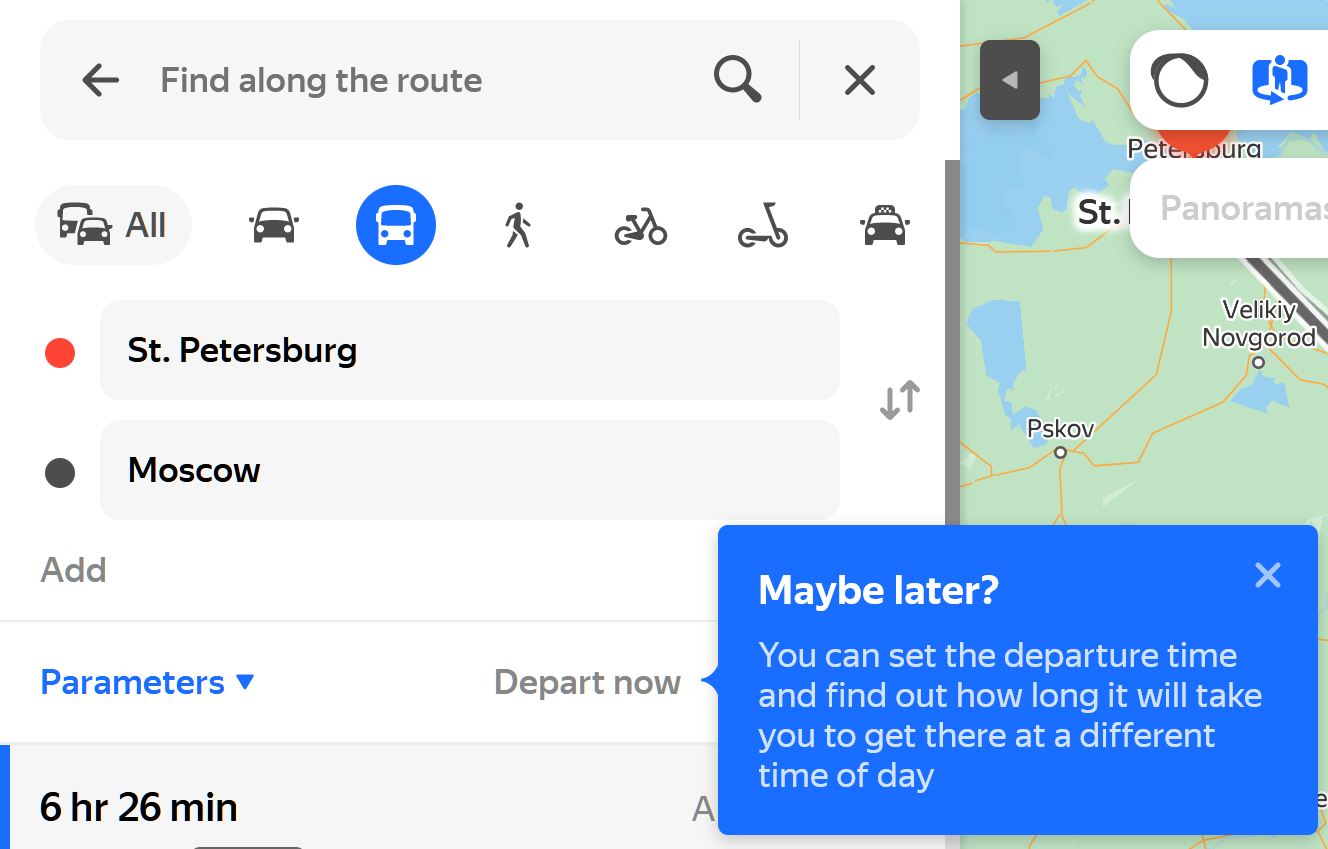 Find along the route
All
St. Petersburg
Moscow
Add
Parameters
Depart now
6 hr 26 min
A
Maybe later?
You can set the departure time
and find out how long it will take
you to get there at a different
time of day
Petersburg
St.
Panoramas
Velikiy
Novgorod
Pskov